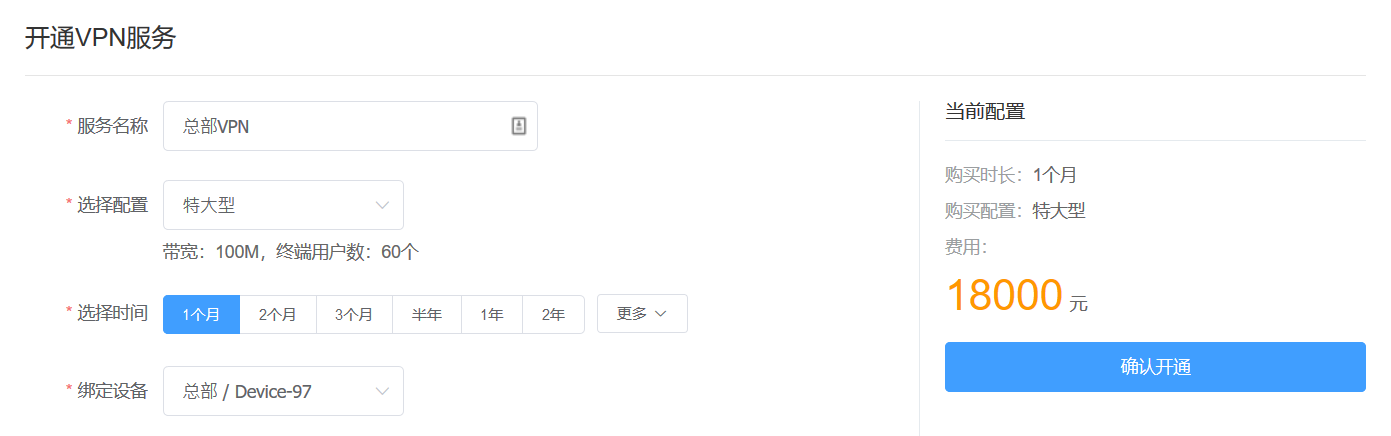 开通VPN服务
* 服务名称
总部VPN
* 选择配置
特大型
带宽：100M，终端用户数：60个
* 选择时间
1个月 2个月 3个月 半年 1年 2年 更多
* 绑定设备
总部 / Device-97
当前配置
购买时长：1个月
购买配置：特大型
费用：
18000 元
确认开通